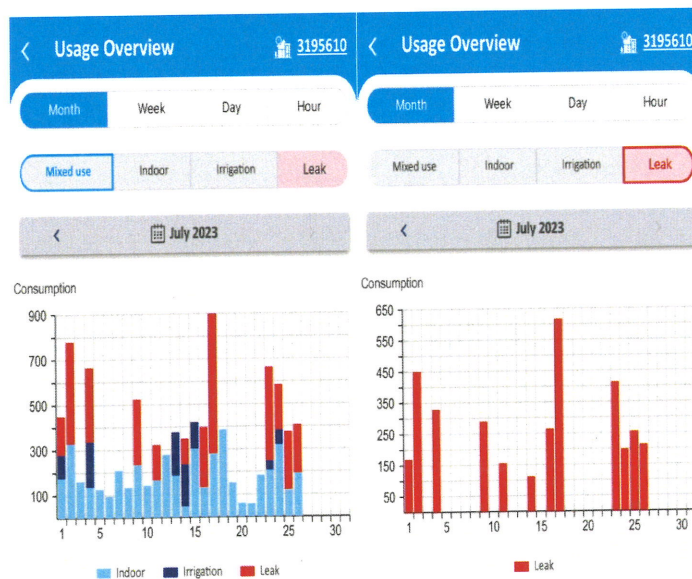 Usage Overview
3195610
Month Week Day Hour
Mixed use Indoor Irrigation Leak
July 2023
Consumption
900
700
500
300
100
1 5 10 15 20 25 30
Indoor Irrigation Leak
Usage Overview
3195610
Month Week Day Hour
Mixed use Indoor Irrigation Leak
July 2023
Consumption
650
550
450
350
250
150
50
1 5 10 15 20 25 30
Leak